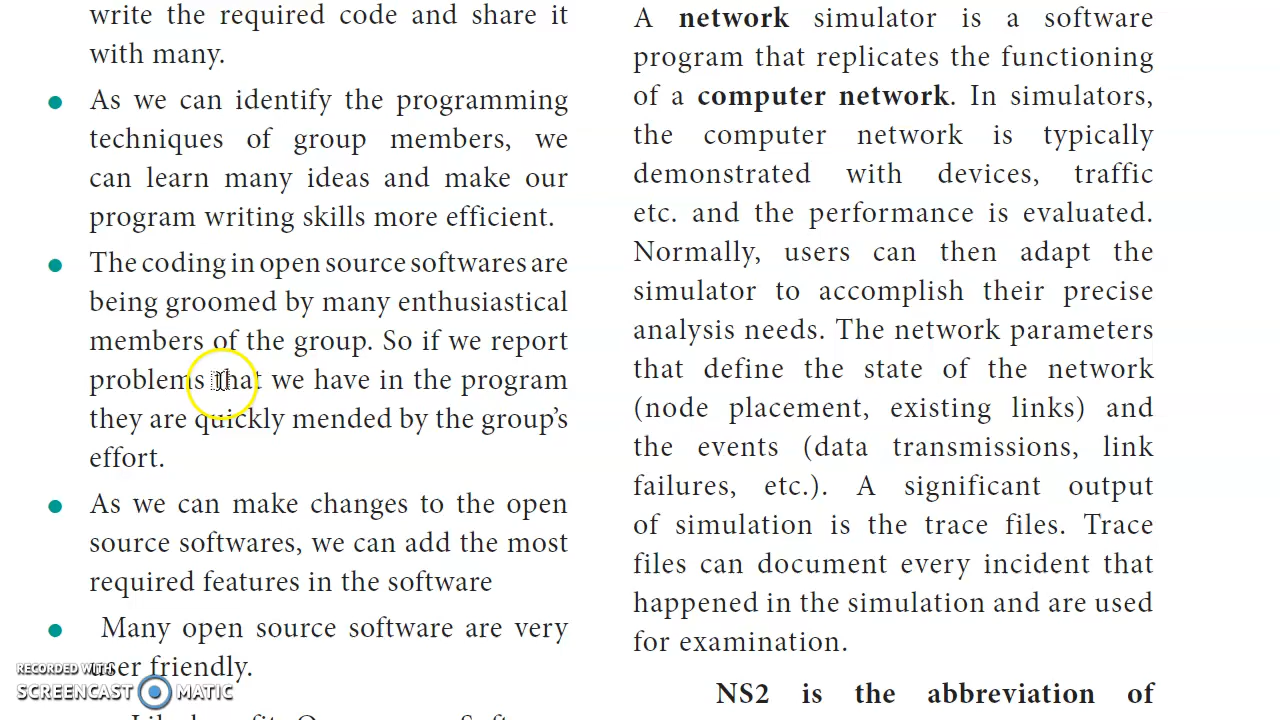 write the required code and share it
with many.
As we can identify the programming
techniques of group members, we
can learn many ideas and make our
program writing skills more efficient.
The coding in open source softwares are
being groomed by many enthusiastical
members of the group. So if we report
problems that we have in the program
they are quickly mended by the group's
effort.
As we can make changes to the open
source softwares, we can add the most
required features in the software
Many open source software are very
user friendly.
RECORDED WITH
SCREENCAST MATIC
A network simulator is a software
program that replicates the functioning
of a computer network. In simulators,
the computer network is typically
demonstrated with devices, traffic
etc. and the performance is evaluated.
Normally, users can then adapt the
simulator to accomplish their precise
analysis needs. The network parameters
that define the state of the network
(node placement, existing links) and
the events (data transmissions, link
failures, etc.). A significant output
of simulation is the trace files. Trace
files can document every incident that
happened in the simulation and are used
for examination.
NS2 is the abbreviation of